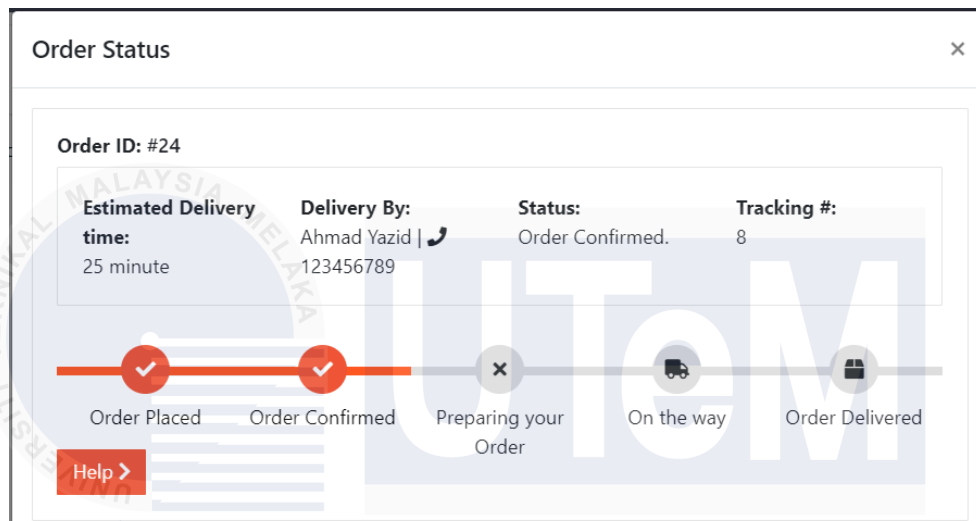 Order Status
×
Order ID: #24
Estimated Delivery time:
25 minute
Delivery By:
Ahmad Yazid |
123456789
Status:
Order Confirmed.
Tracking #:
8
Order Placed
Order Confirmed
Preparing your
Order
On the way
Order Delivered
Help
UTeM
MALAYSIA MELAKA